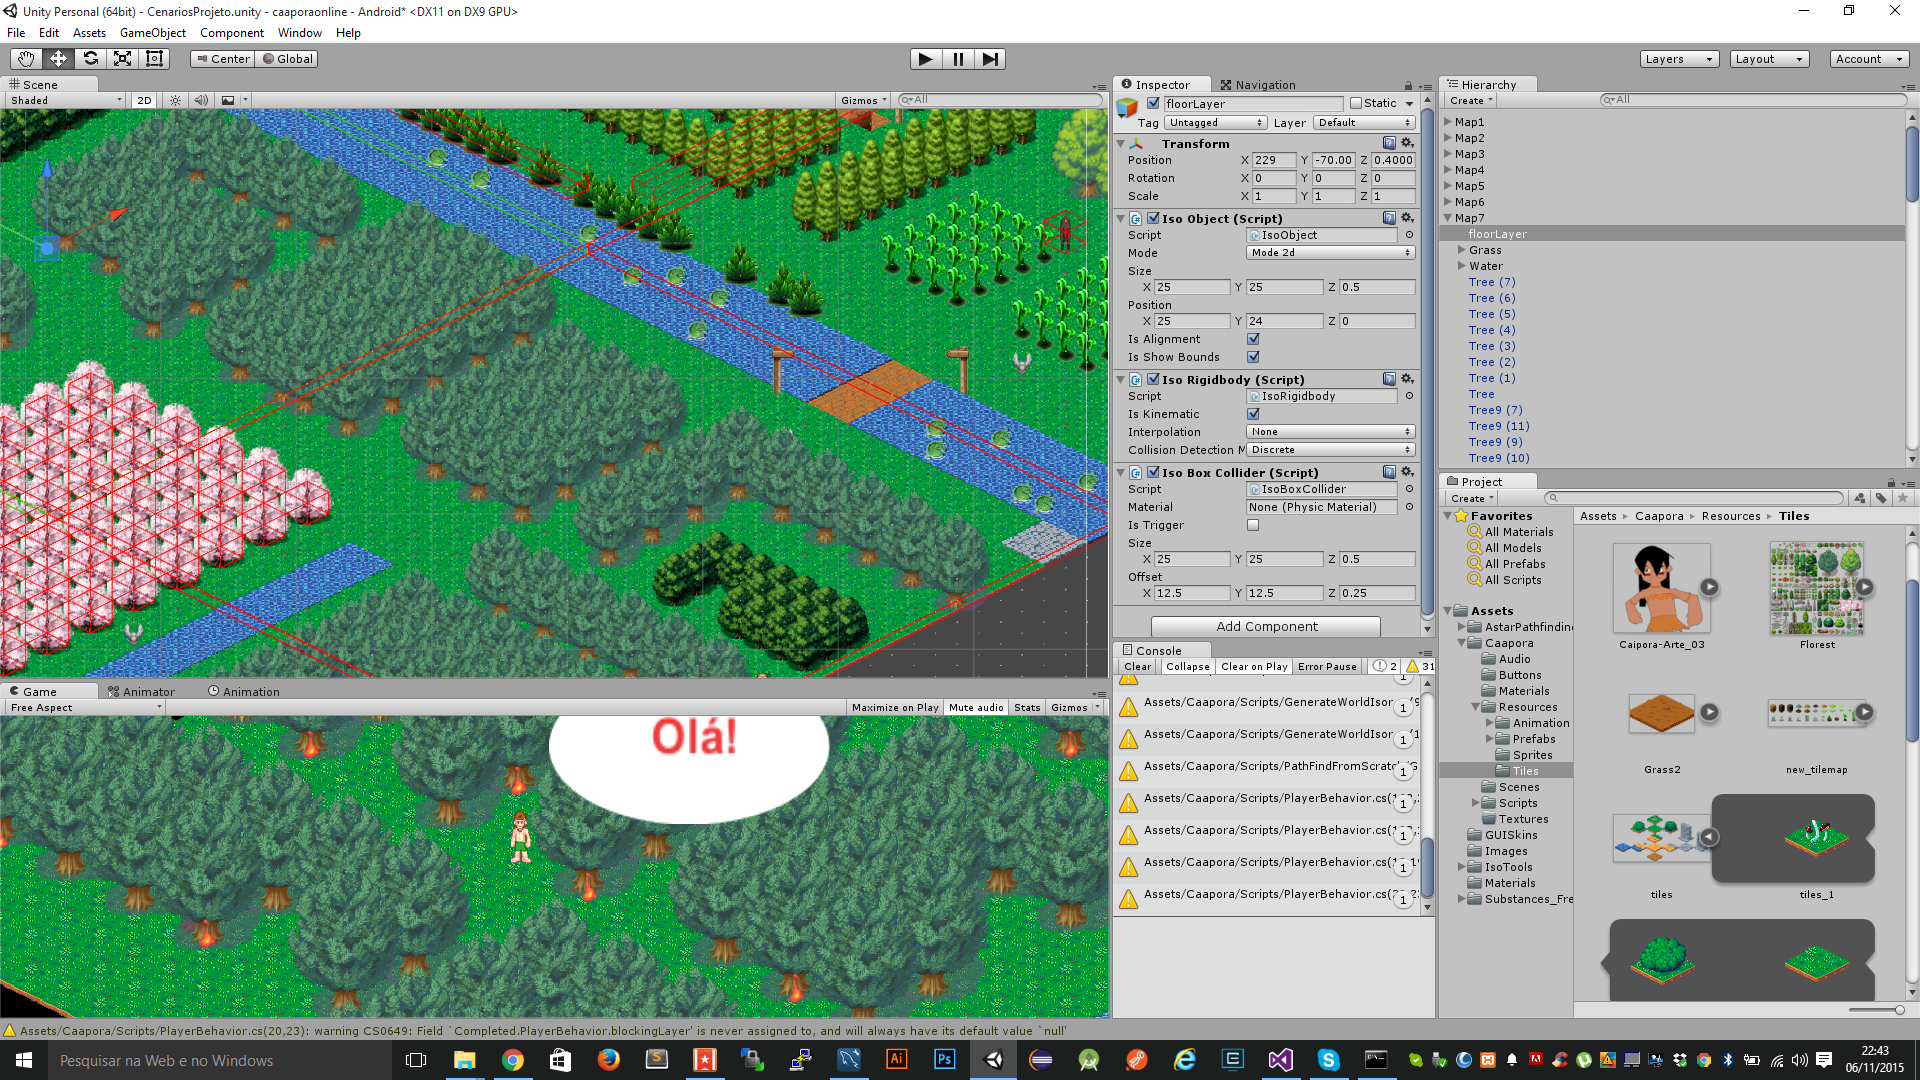 Unity Personal (64bit) - CenariosProjeto.unity - caaporaonline - Android* <DX11 on DX9 GPU>
File Edit Assets GameObject Component Window Help
Center Global
Layers Layout Account
Scene
Shaded 2D Gizmos All
Inspector Navigation
floorLayer Static
Tag Untagged Layer Default
Transform
Position X 229 Y -70.00 Z 0.4000
Rotation X 0 Y 0 Z 0
Scale X 1 Y 1 Z 1
Iso Object (Script)
Script IsoObject
Mode Mode 2d
Size
X 25 Y 25 Z 0.5
Position
X 25 Y 24 Z 0
Is Alignment
Is Show Bounds
Iso Rigidbody (Script)
Script IsoRigidbody
Is Kinematic
Interpolation None
Collision Detection M Discrete
Iso Box Collider (Script)
Script IsoBoxCollider
Material None (Physic Material)
Is Trigger
Size
X 25 Y 25 Z 0.5
Offset
X 12.5 Y 12.5 Z 0.25
Add Component
Hierarchy
Create All
Map1
Map2
Map3
Map4
Map5
Map6
Map7
floorLayer
Grass
Water
Tree (7)
Tree (6)
Tree (5)
Tree (4)
Tree (3)
Tree (2)
Tree (1)
Tree
Tree9 (7)
Tree9 (11)
Tree9 (9)
Tree9 (10)
Project
Create
Favorites
All Materials
All Models
All Prefabs
All Scripts
Assets
AstarPathfindin
Caapora
Audio
Buttons
Materials
Resources
Animation
Prefabs
Sprites
Tiles
Scenes
Scripts
Textures
GUISkins
Images
IsoTools
Materials
Substances_Fre
Assets Caapora Resources Tiles
Caipora-Arte_03 Florest
Grass2 new_tilemap
tiles tiles_1
Console
Clear Collapse Clear on Play Error Pause 2 31
1
Assets/Caapora/Scripts/GenerateWorldIsor 1
Assets/Caapora/Scripts/GenerateWorldIsor 1
Assets/Caapora/Scripts/PathFindFromScratch 1
Assets/Caapora/Scripts/PlayerBehavior.cs 1
Assets/Caapora/Scripts/PlayerBehavior.cs 1
Assets/Caapora/Scripts/PlayerBehavior.cs 1
Assets/Caapora/Scripts/PlayerBehavior.cs 1
Game Animator Animation
Free Aspect Maximize on Play Mute audio Stats Gizmos
Olá!
Assets/Caapora/Scripts/PlayerBehavior.cs(20,23): warning CS0649: Field `Completed.PlayerBehavior.blockingLayer' is never assigned to, and will always have its default value `null'
Pesquisar na Web e no Windows
Ai Ps
22:43
06/11/2015